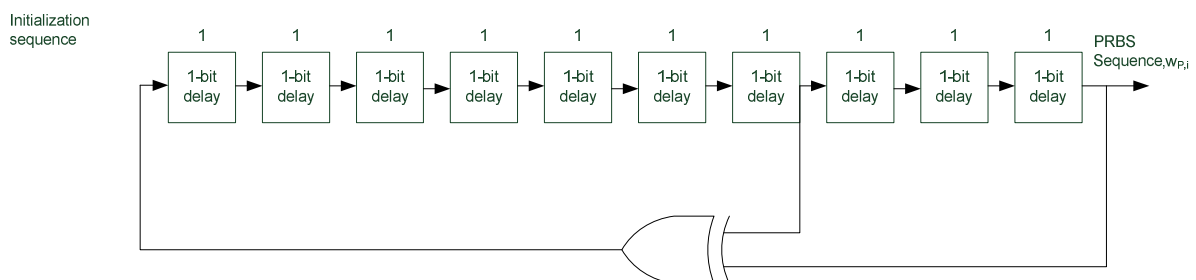 Initialization
sequence
1 1 1 1 1 1 1 1 1 1
PRBS
Sequence,wP,i
1-bit 1-bit 1-bit 1-bit 1-bit 1-bit 1-bit 1-bit 1-bit 1-bit
delay delay delay delay delay delay delay delay delay delay